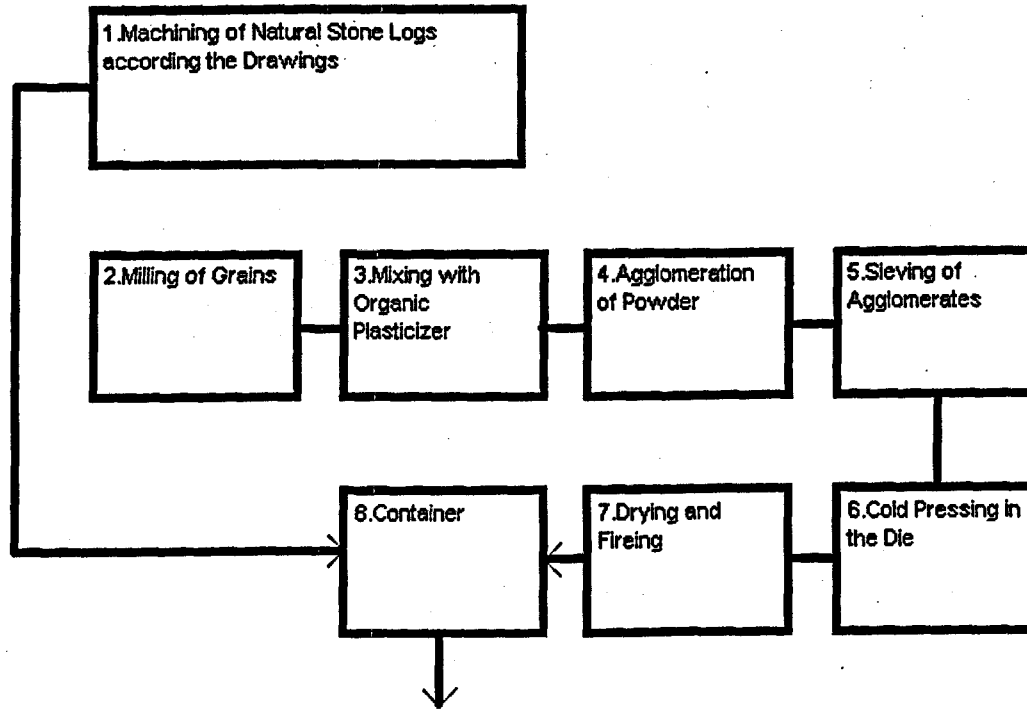 1.Machining of Natural Stone Logs
according the Drawings
2.Milling of Grains
3.Mixing with
Organic
Plasticizer
4.Agglomeration
of Powder
5.Sieving of
Agglomerates
8.Container
7.Drying and
Fireing
6.Cold Pressing in
the Die